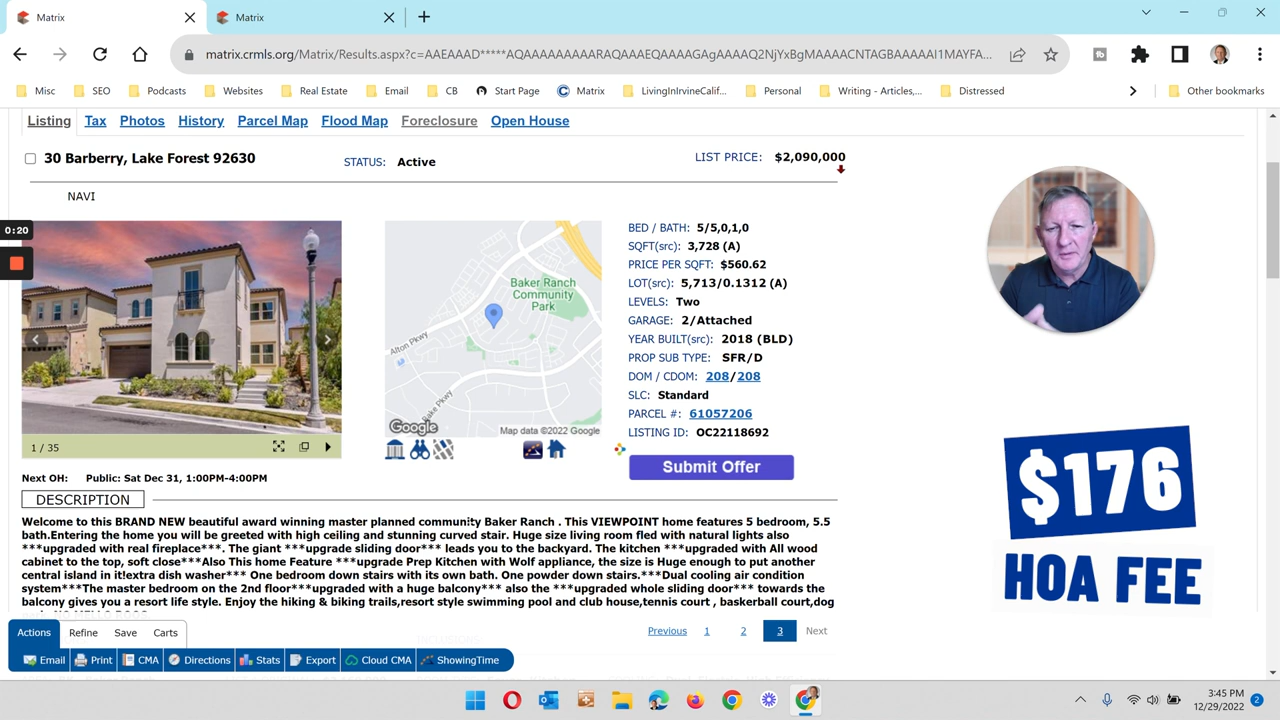 Matrix
Matrix
matrix.crmls.org/Matrix/Results.aspx?c=AAEAAAD*****AQAAAAAAAAARAQAAAEQAAAAGAgAAAAQ2NjYxBgMAAAACNTAGBAAAAAI1MAYFA...
Misc
SEO
Podcasts
Websites
Real Estate
Email
CB
Start Page
Matrix
LivingInIrvineCalif...
Personal
Writing - Articles,...
Distressed
Other bookmarks
Listing Tax Photos History Parcel Map Flood Map Foreclosure Open House
30 Barberry, Lake Forest 92630
STATUS: Active
LIST PRICE: $2,090,000
NAVI
0:20
BED / BATH: 5/5,0,1,0
SQFT(src): 3,728 (A)
PRICE PER SQFT: $560.62
LOT(src): 5,713/0.1312 (A)
LEVELS: Two
GARAGE: 2/Attached
YEAR BUILT(src): 2018 (BLD)
PROP SUB TYPE: SFR/D
DOM / CDOM: 208/208
SLC: Standard
PARCEL #: 61057206
LISTING ID: OC22118692
Submit Offer
Baker Ranch
Community
Park
Alton Pkwy
Bake Pkwy
Google
Map data ©2022 Google
1 / 35
$176
HOA FEE
Next OH: Public: Sat Dec 31, 1:00PM-4:00PM
DESCRIPTION
Welcome to this BRAND NEW beautiful award winning master planned community Baker Ranch . This VIEWPOINT home features 5 bedroom, 5.5
bath.Entering the home you will be greeted with high ceiling and stunning curved stair. Huge size living room fled with natural lights also
***upgraded with real fireplace***. The giant ***upgrade sliding door*** leads you to the backyard. The kitchen ***upgraded with All wood
cabinet to the top, soft close***Also This home Feature ***upgrade Prep Kitchen with Wolf appliance, the size is Huge enough to put another
central island in it!extra dish washer*** One bedroom down stairs with its own bath. One powder down stairs.***Dual cooling air condition
system***The master bedroom on the 2nd floor***upgraded with a huge balcony*** also the ***upgraded whole sliding door*** towards the
balcony gives you a resort life style. Enjoy the hiking & biking trails,resort style swimming pool and club house,tennis court , baskerball court,dog
Actions Refine Save Carts
Previous 1 2 3 Next
Email Print CMA Directions Stats Export Cloud CMA ShowingTime
3:45 PM
12/29/2022
2